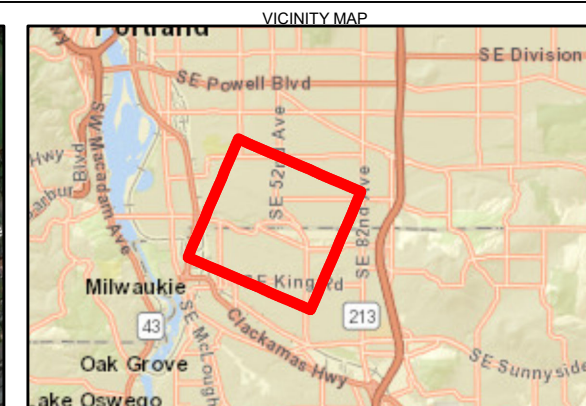 VICINITY MAP
Portland
SE Division
SE Powell Blvd
SE 52nd Ave
SW Macadam Ave
Hwy
Blvd
SE 82nd Ave
Milwaukie
SE King Rd
213
43
SE McLough
Clackamas Hwy
Oak Grove
SE Sunnyside
Lake Oswego